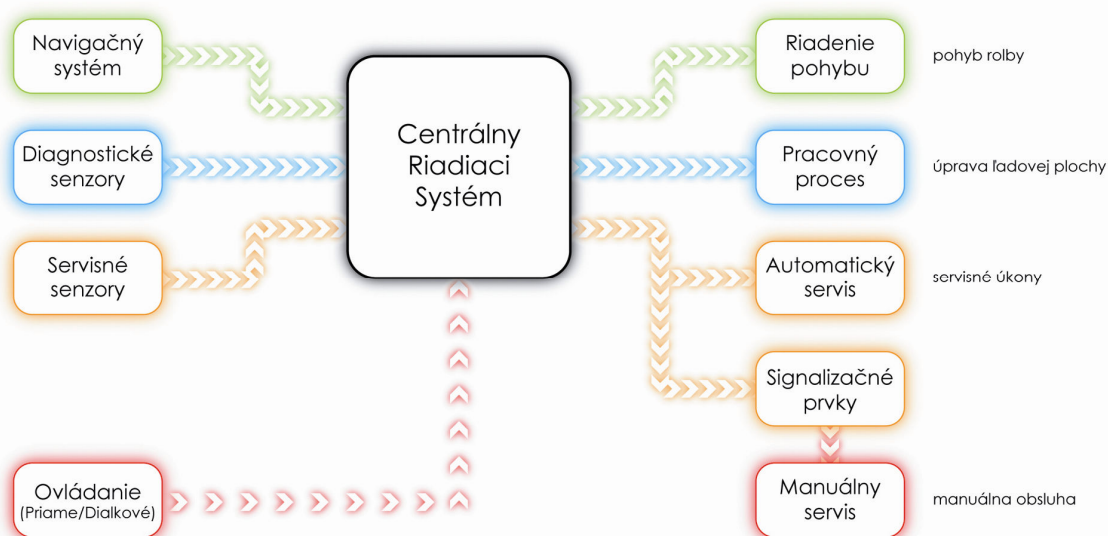 Navigačný
systém
Diagnostické
senzory
Servisné
senzory
Ovládanie
(Priame/Dialkové)
Centrálny
Riadiaci
Systém
Riadenie
pohybu
pohyb rolby
Pracovný
proces
úprava ľadovej plochy
Automatický
servis
servisné úkony
Signalizačné
prvky
Manuálny
servis
manuálna obsluha